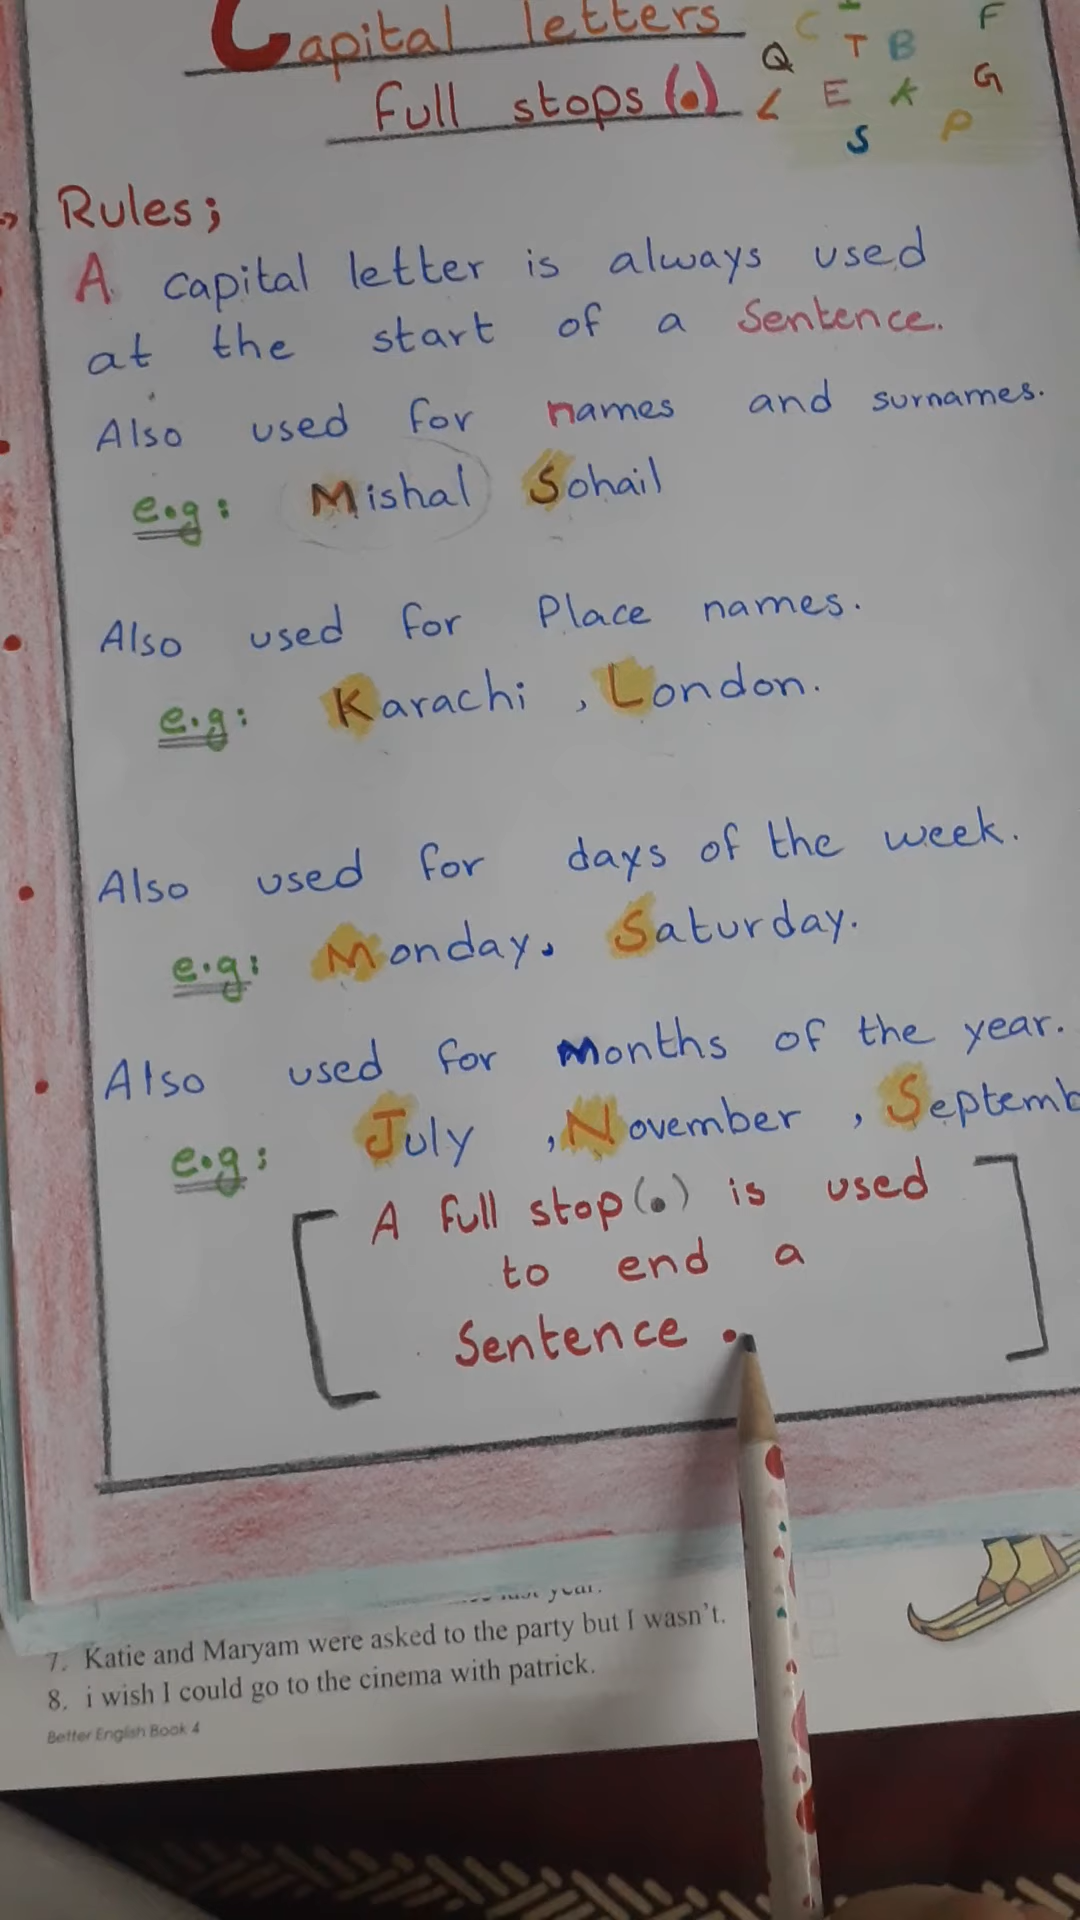 Capital letters
full stops (.)
C T B F
Q E K G
L S P
Rules;
A capital letter is always used
at the start of a Sentence.
Also used for names and surnames.
e.g: Mishal Sohail
Also used for Place names.
e.g: Karachi , London.
Also used for days of the week.
e.g: Monday, Saturday.
Also used for Months of the year.
e.g: July , November , Septemb
A full stop(.) is used
to end a
Sentence .
year.
7. Katie and Maryam were asked to the party but I wasn't.
8. i wish I could go to the cinema with patrick.
Better English Book 4